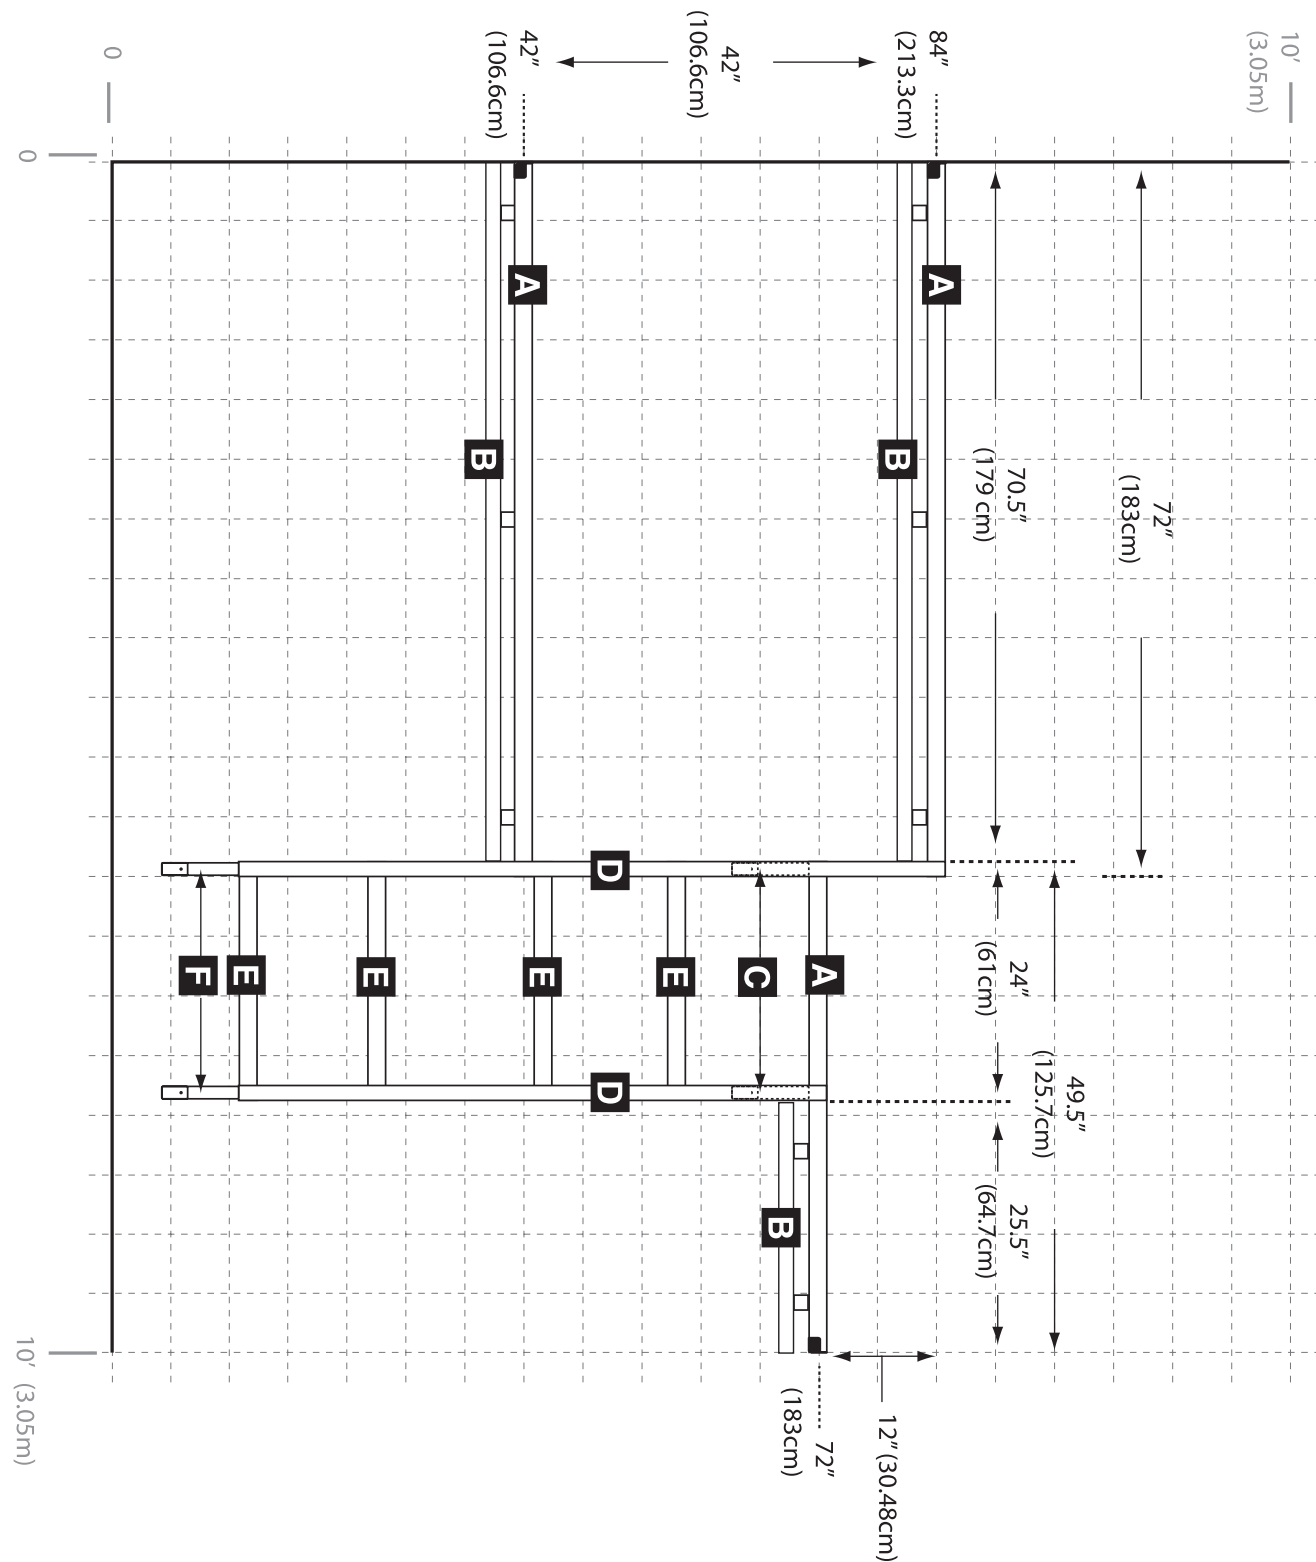 10’
(3.05m)
72”
(183cm)
49.5”
(125.7cm)
70.5”
(179 cm)
24”
(61cm)
25.5”
(64.7cm)
84”
(213.3cm)
A
B
12” (30.48cm)
72”
(183cm)
A
B
C
42”
(106.6cm)
E
D
D
42”
(106.6cm)
A
B
E
E
E
F
0
0
10’ (3.05m)